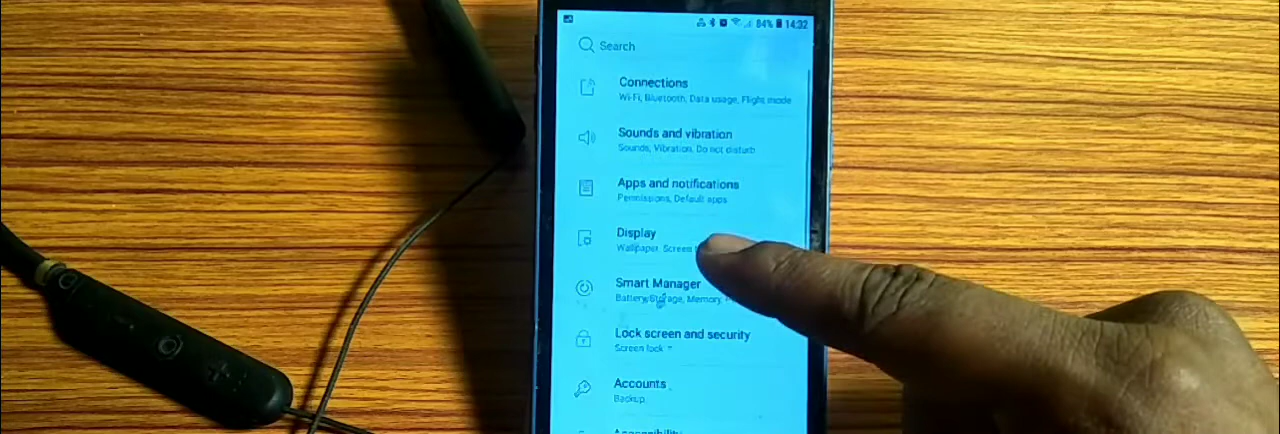 84% 14:32
Search
Connections
Wi-Fi, Bluetooth, Data usage, Flight mode
Sounds and vibration
Sounds, Vibration, Do not disturb
Apps and notifications
Permissions, Default apps
Display
Wallpaper, Screen
Smart Manager
Battery, Storage, Memory,
Lock screen and security
Screen lock
Accounts
Backup